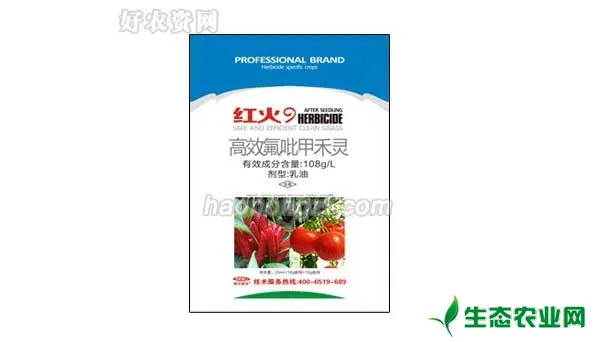 好农资网
PROFESSIONAL BRAND
Herbicide specific crops
红火
AFTER SEEDLING
HERBICIDE
SAFE AND EFFICIENT CLEAN GRASS
高效氟吡甲禾灵
有效成分含量:108g/L
剂型:乳油
技术服务热线:400-6519-689
生态农业网